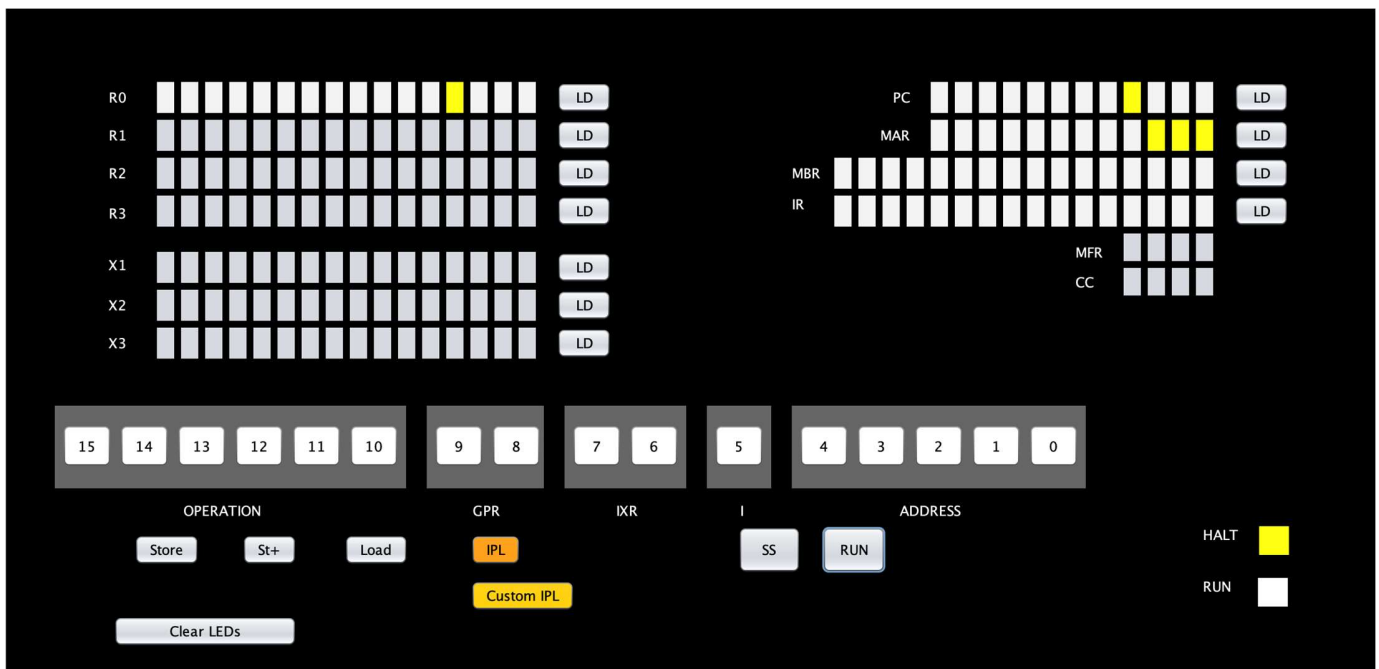 R0 LD PC LD
R1 LD MAR LD
R2 LD MBR LD
R3 LD IR LD
MFR
X1 LD
CC
X2 LD
X3 LD
15 14 13 12 11 10 9 8 7 6 5 4 3 2 1 0
OPERATION GPR IXR I ADDRESS
Store St+ Load IPL SS RUN HALT
Custom IPL RUN
Clear LEDs